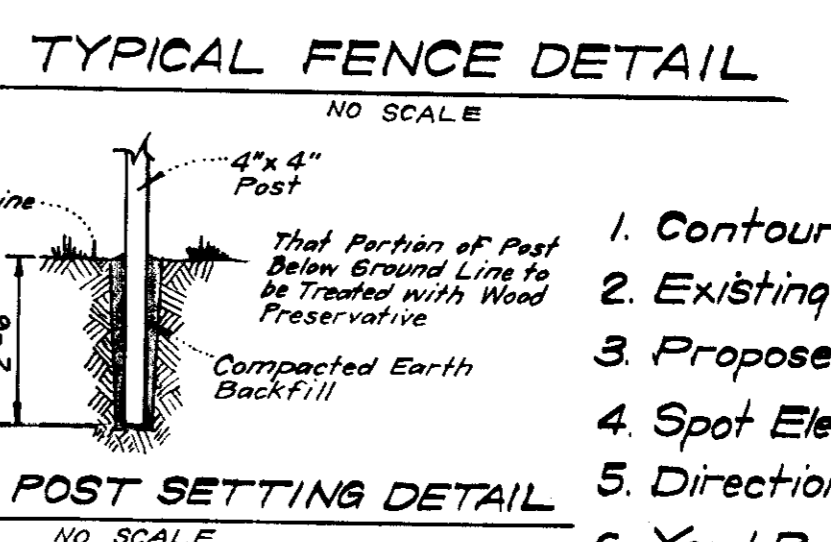 TYPICAL FENCE DETAIL
NO SCALE
4"x 4"
Post
That Portion of Post
Below Ground Line to
be Treated with Wood
Preservative
Compacted Earth
Backfill
POST SETTING DETAIL
NO SCALE
1. Contour
2. Existing
3. Propose
4. Spot Ele
5. Direction